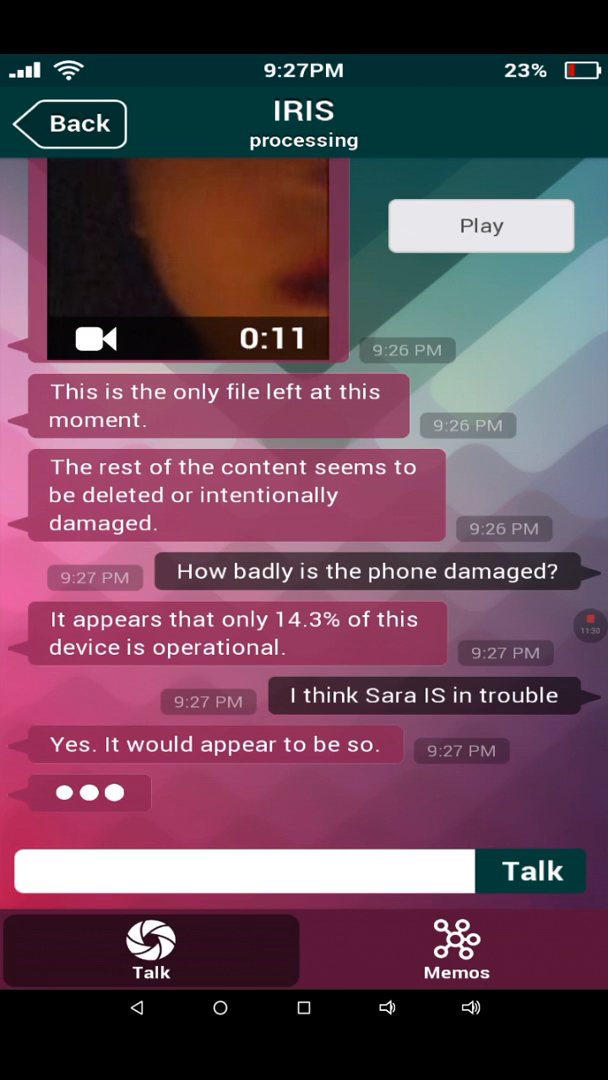 9:27PM
23%
Back
IRIS
processing
Play
0:11
9:26 PM
This is the only file left at this
moment.
9:26 PM
The rest of the content seems to
be deleted or intentionally
damaged.
9:26 PM
How badly is the phone damaged?
9:27 PM
It appears that only 14.3% of this
device is operational.
9:27 PM
11:30
I think Sara IS in trouble
9:27 PM
Yes. It would appear to be so.
9:27 PM
Talk
Talk
Memos